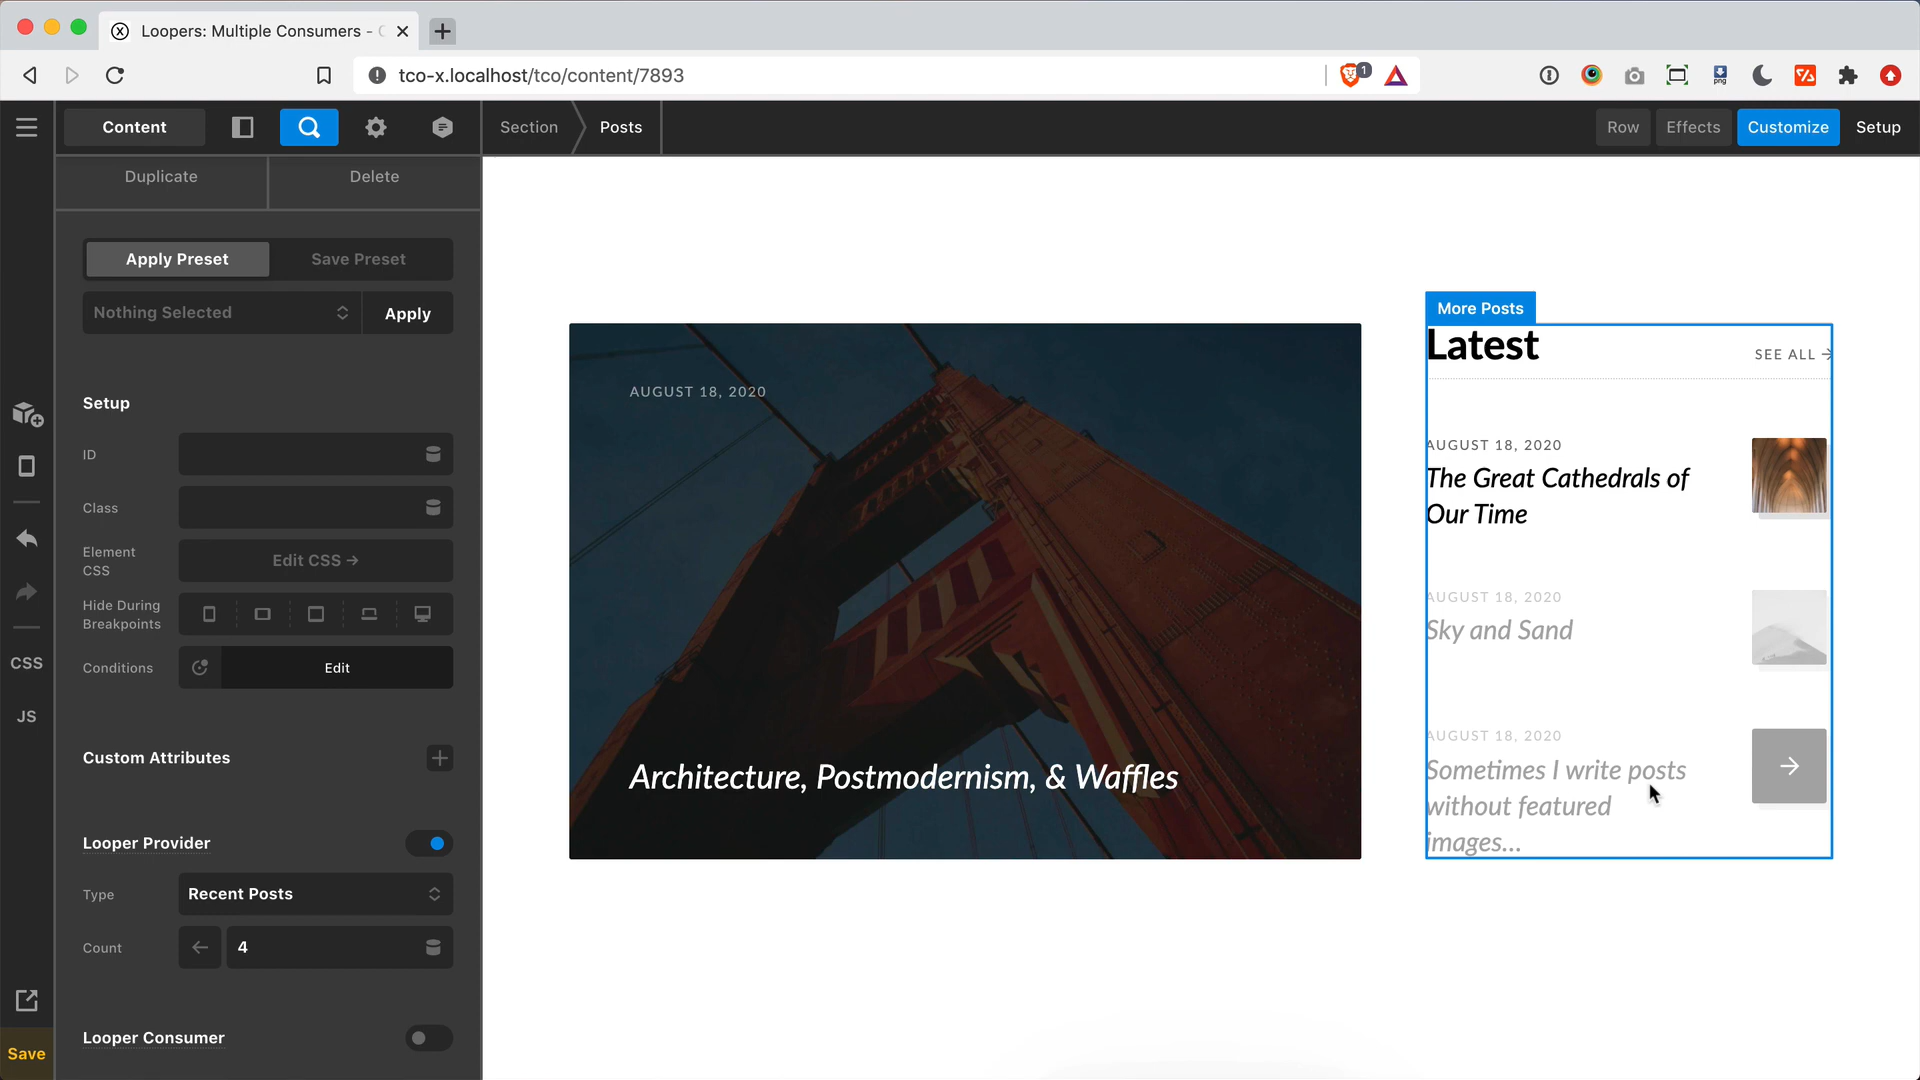 Loopers: Multiple Consumers -
tco-x.localhost/tco/content/7893
1
Content
Section
Posts
Row
Effects
Customize
Setup
Duplicate
Delete
Apply Preset
Save Preset
Nothing Selected
Apply
Setup
ID
Class
Element
CSS
Edit CSS →
Hide During
Breakpoints
Conditions
Edit
Custom Attributes
Looper Provider
Type
Recent Posts
Count
4
Looper Consumer
CSS
JS
Save
AUGUST 18, 2020
Architecture, Postmodernism, & Waffles
More Posts
Latest
SEE ALL →
AUGUST 18, 2020
The Great Cathedrals of
Our Time
AUGUST 18, 2020
Sky and Sand
AUGUST 18, 2020
Sometimes I write posts
without featured
images...